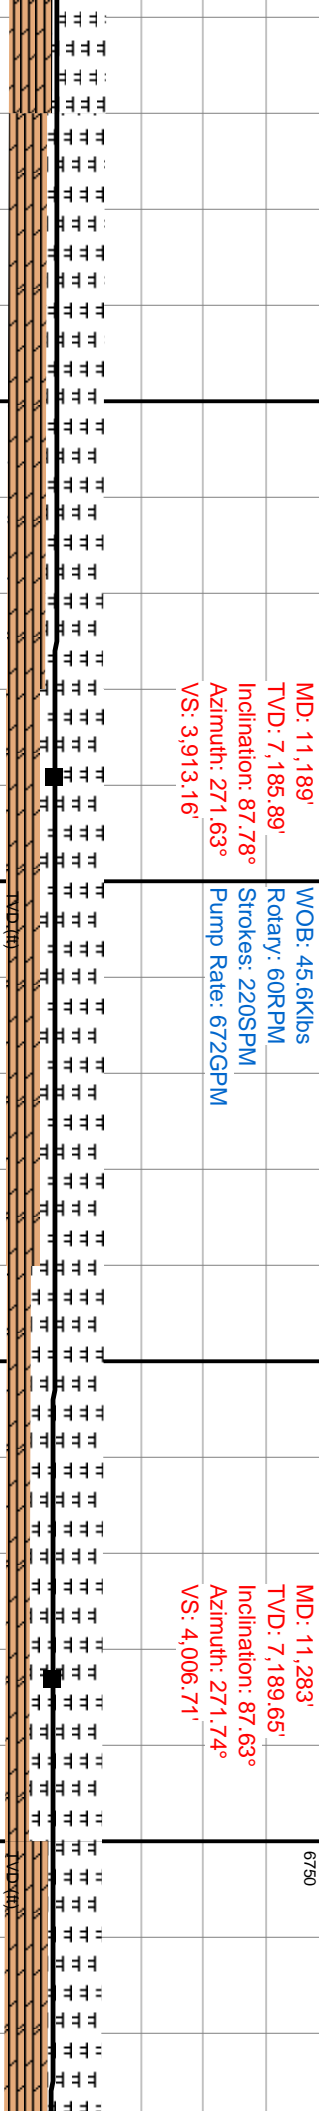 MD: 11,189'
TVD: 7,185.89'
Inclination: 87.78°
Azimuth: 271.63°
VS: 3,913.16'
WOB: 45.6Klbs
Rotary: 60RPM
Strokes: 220SPM
Pump Rate: 672GPM
TVD (ft)
MD: 11,283'
TVD: 7,189.65'
Inclination: 87.63°
Azimuth: 271.74°
VS: 4,006.71'
6750
TVD (ft)